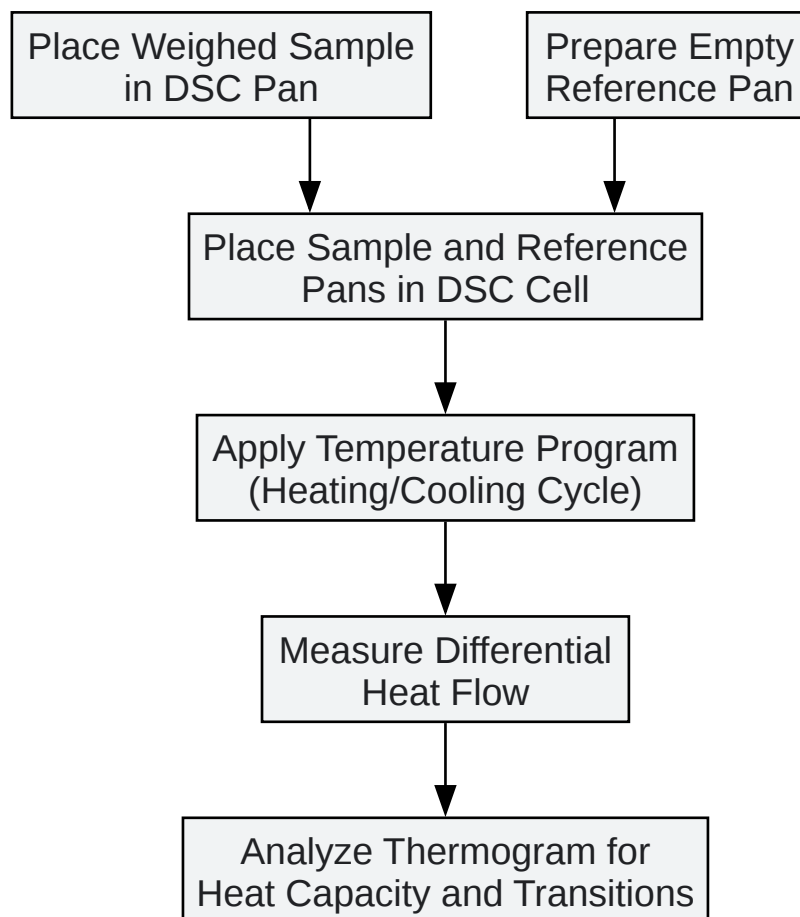 Place Weighed Sample
in DSC Pan
Prepare Empty
Reference Pan
Place Sample and Reference
Pans in DSC Cell
Apply Temperature Program
(Heating/Cooling Cycle)
Measure Differential
Heat Flow
Analyze Thermogram for
Heat Capacity and Transitions